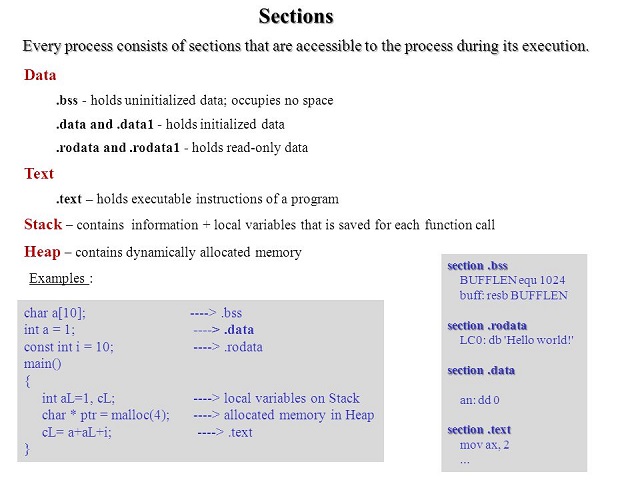 Sections
Every process consists of sections that are accessible to the process during its execution.
Data
.bss - holds uninitialized data; occupies no space
.data and .data1 - holds initialized data
.rodata and .rodata1 - holds read-only data
Text
.text – holds executable instructions of a program
Stack – contains information + local variables that is saved for each function call
Heap – contains dynamically allocated memory
Examples :
char a[10]; ----> .bss
int a = 1; ----> .data
const int i = 10; ----> .rodata
main()
{
int aL=1, cL; ----> local variables on Stack
char * ptr = malloc(4); ----> allocated memory in Heap
cL= a+aL+i; ----> .text
}
section .bss
BUFFLEN equ 1024
buff: resb BUFFLEN
section .rodata
LC0: db 'Hello world!'
section .data
an: dd 0
section .text
mov ax, 2
...